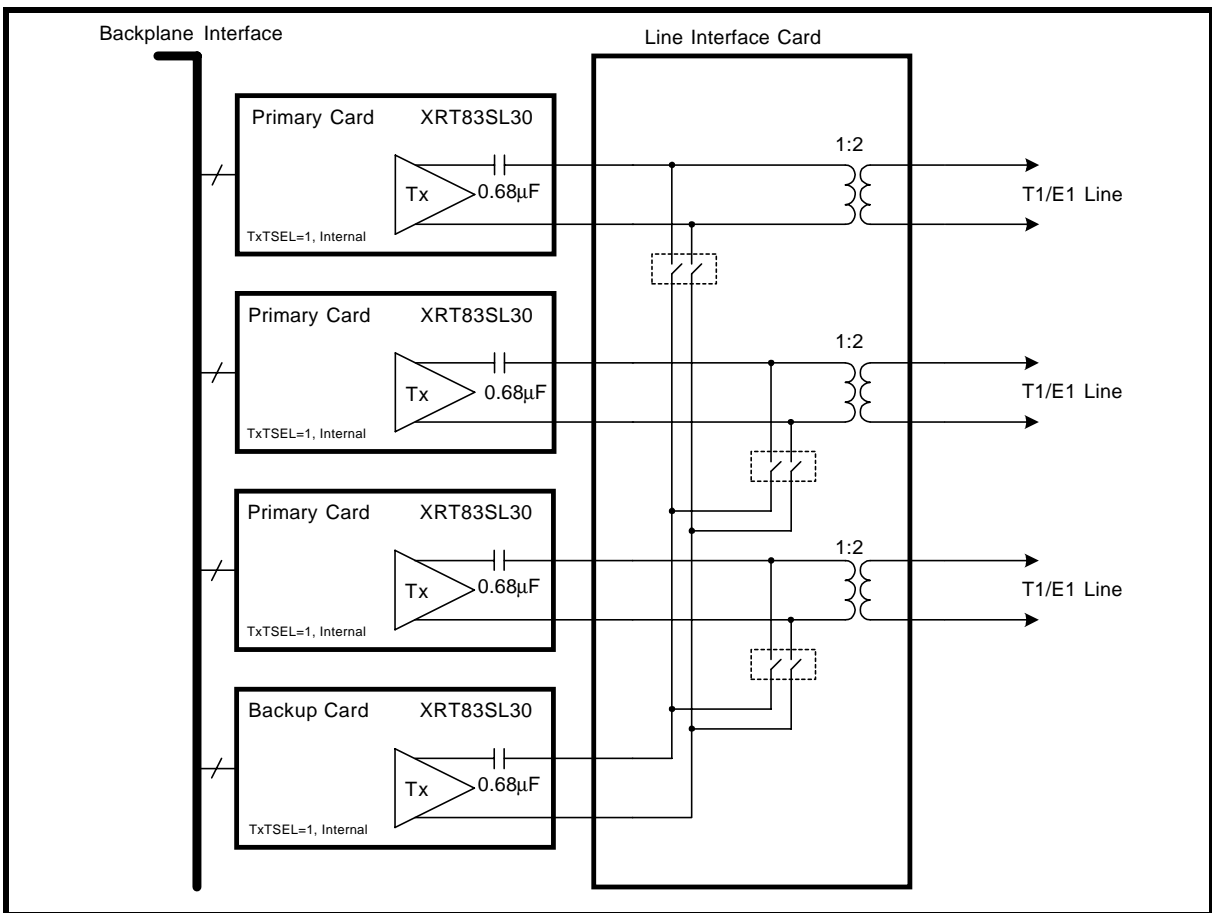 Backplane Interface
Line Interface Card
Primary Card XRT83SL30
Tx
0.68µF
TxTSEL=1, Internal
1:2
T1/E1 Line
Primary Card XRT83SL30
Tx
0.68µF
TxTSEL=1, Internal
1:2
T1/E1 Line
Primary Card XRT83SL30
Tx
0.68µF
TxTSEL=1, Internal
1:2
T1/E1 Line
Backup Card XRT83SL30
Tx
0.68µF
TxTSEL=1, Internal